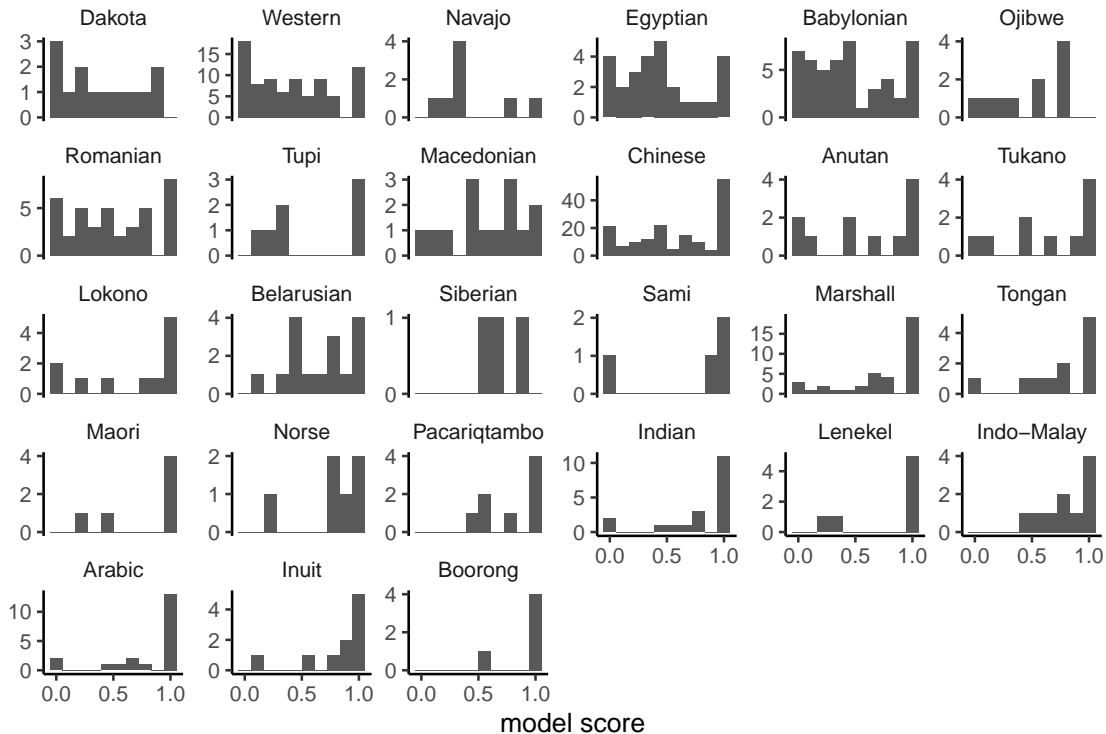 Dakota Western Navajo Egyptian Babylonian Ojibwe
3 2 1 0 15 10 5 0 4 2 0 4 2 0 5 0 4 2 0
Romanian Tupi Macedonian Chinese Anutan Tukano
5 0 3 2 1 0 3 2 1 0 40 20 0 4 2 0 4 2 0
Lokono Belarusian Siberian Sami Marshall Tongan
4 2 0 4 2 0 1 0 2 1 0 15 10 5 0 4 2 0
Maori Norse Pacariqtambo Indian Lenekel Indo−Malay
4 2 0 2 1 0 4 2 0 10 5 0 4 2 0 4 2 0
0.0 0.5 1.0 0.0 0.5 1.0 0.0 0.5 1.0
Arabic Inuit Boorong
10 5 0 4 2 0 4 2 0
0.0 0.5 1.0 0.0 0.5 1.0 0.0 0.5 1.0
model score